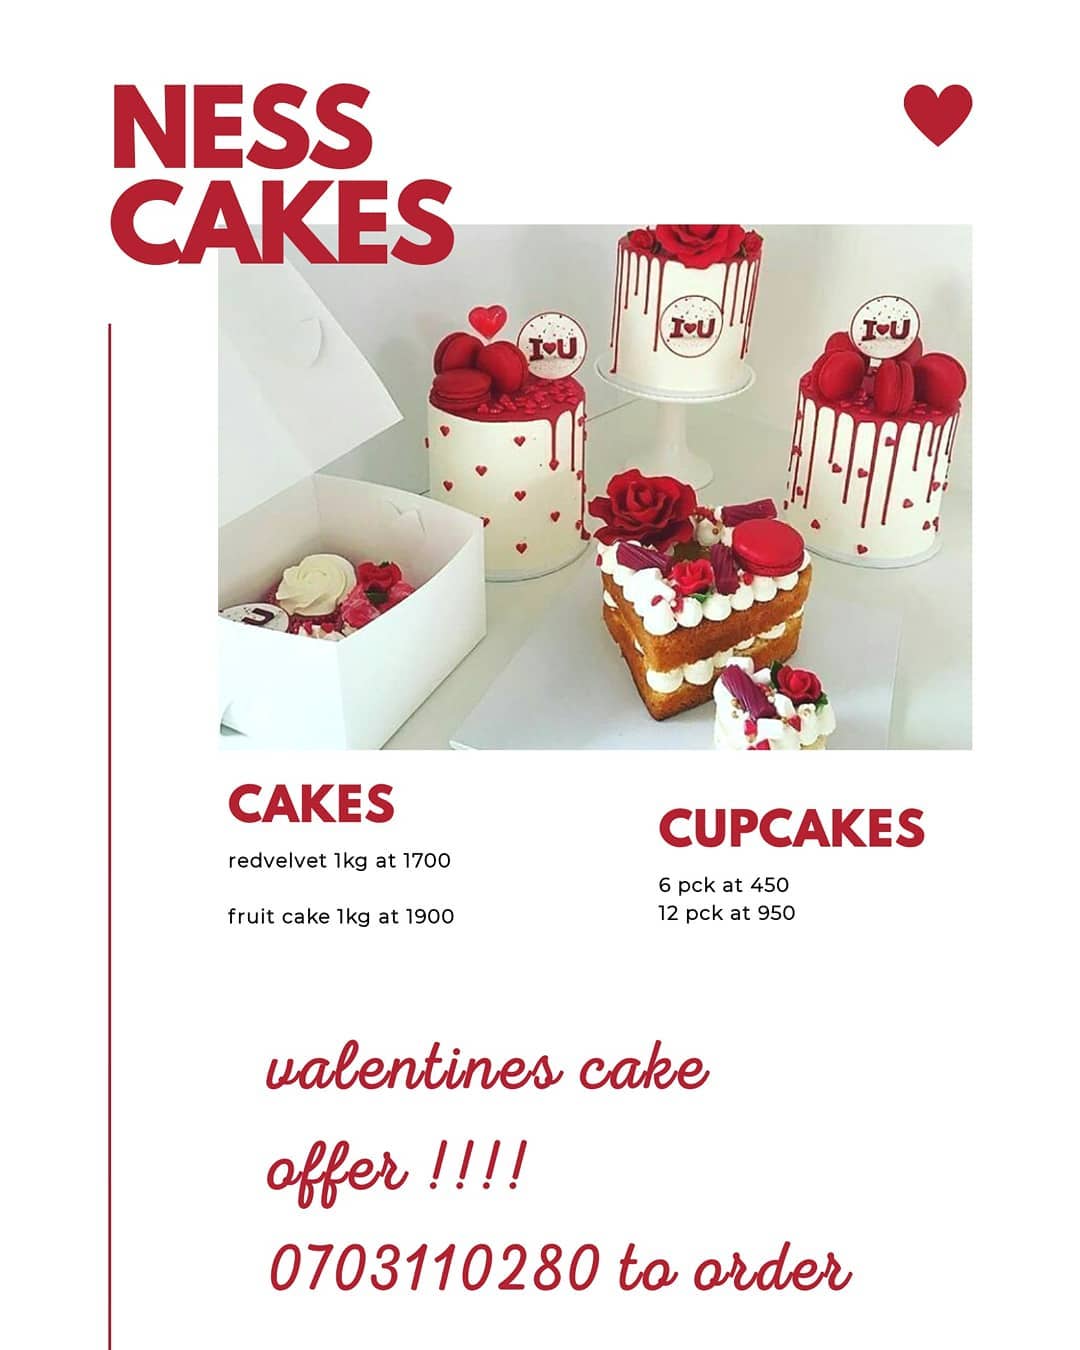 NESS
CAKES
I♥U
I♥U
I♥U
CAKES
redvelvet 1kg at 1700
fruit cake 1kg at 1900
CUPCAKES
6 pck at 450
12 pck at 950
valentines cake
offer !!!!
0703110280 to order